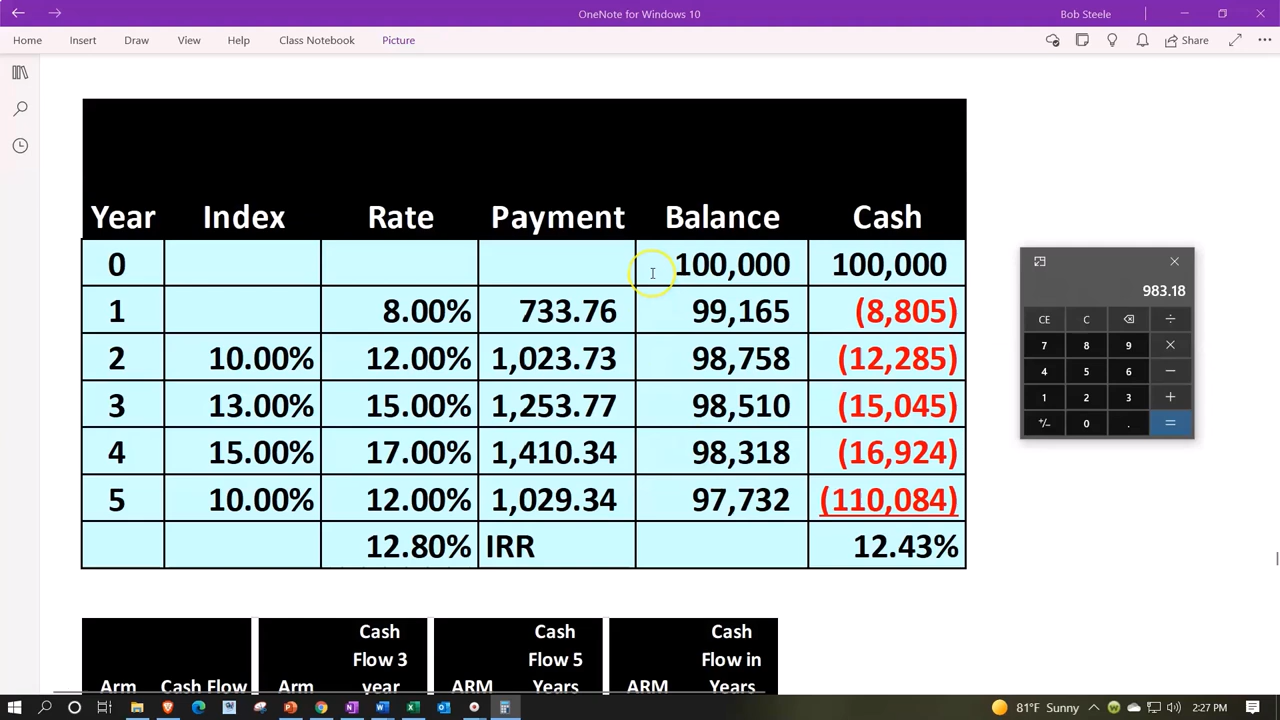 OneNote for Windows 10
Bob Steele
Home Insert Draw View Help Class Notebook Picture
Share
Year Index Rate Payment Balance Cash
0 100,000 100,000
1 8.00% 733.76 99,165 (8,805)
2 10.00% 12.00% 1,023.73 98,758 (12,285)
3 13.00% 15.00% 1,253.77 98,510 (15,045)
4 15.00% 17.00% 1,410.34 98,318 (16,924)
5 10.00% 12.00% 1,029.34 97,732 (110,084)
12.80% IRR 12.43%
983.18
CE C ÷
7 8 9 ×
4 5 6 −
1 2 3 +
+/− 0 . =
Cash Cash Cash
Flow 3 Flow 5 Flow in
year Years Years
Arm Cash Flow Arm ARM ARM
81°F Sunny
2:27 PM